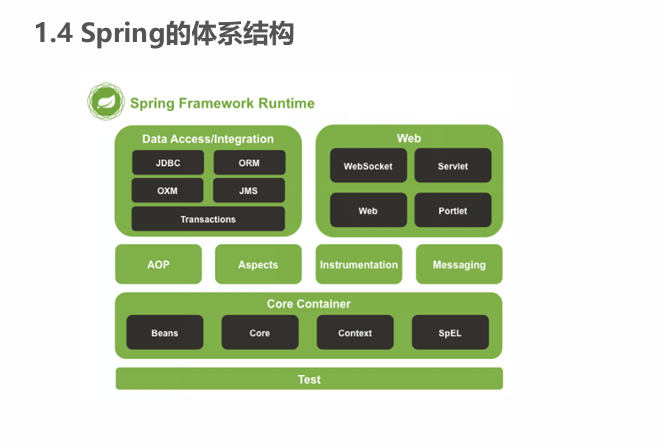 1.4 Spring的体系结构
Spring Framework Runtime
Data Access/Integration
JDBC
ORM
OXM
JMS
Transactions
Web
WebSocket
Servlet
Web
Portlet
AOP
Aspects
Instrumentation
Messaging
Core Container
Beans
Core
Context
SpEL
Test